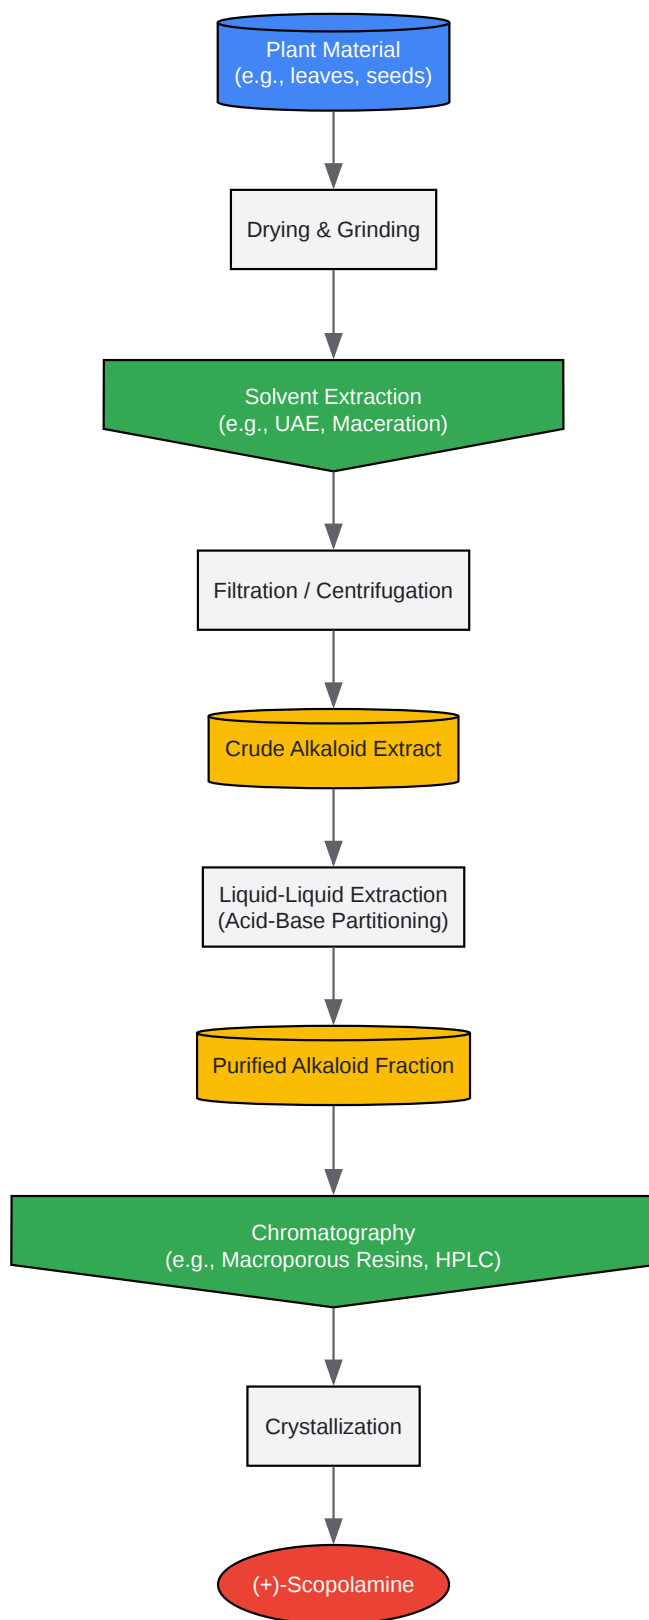 Plant Material
(e.g., leaves, seeds)
Drying & Grinding
Solvent Extraction
(e.g., UAE, Maceration)
Filtration / Centrifugation
Crude Alkaloid Extract
Liquid-Liquid Extraction
(Acid-Base Partitioning)
Purified Alkaloid Fraction
Chromatography
(e.g., Macroporous Resins, HPLC)
Crystallization
(+)-Scopolamine